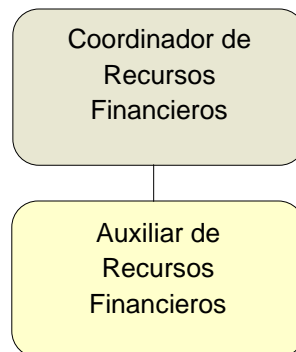 Coordinador de
Recursos
Financieros
Auxiliar de
Recursos
Financieros